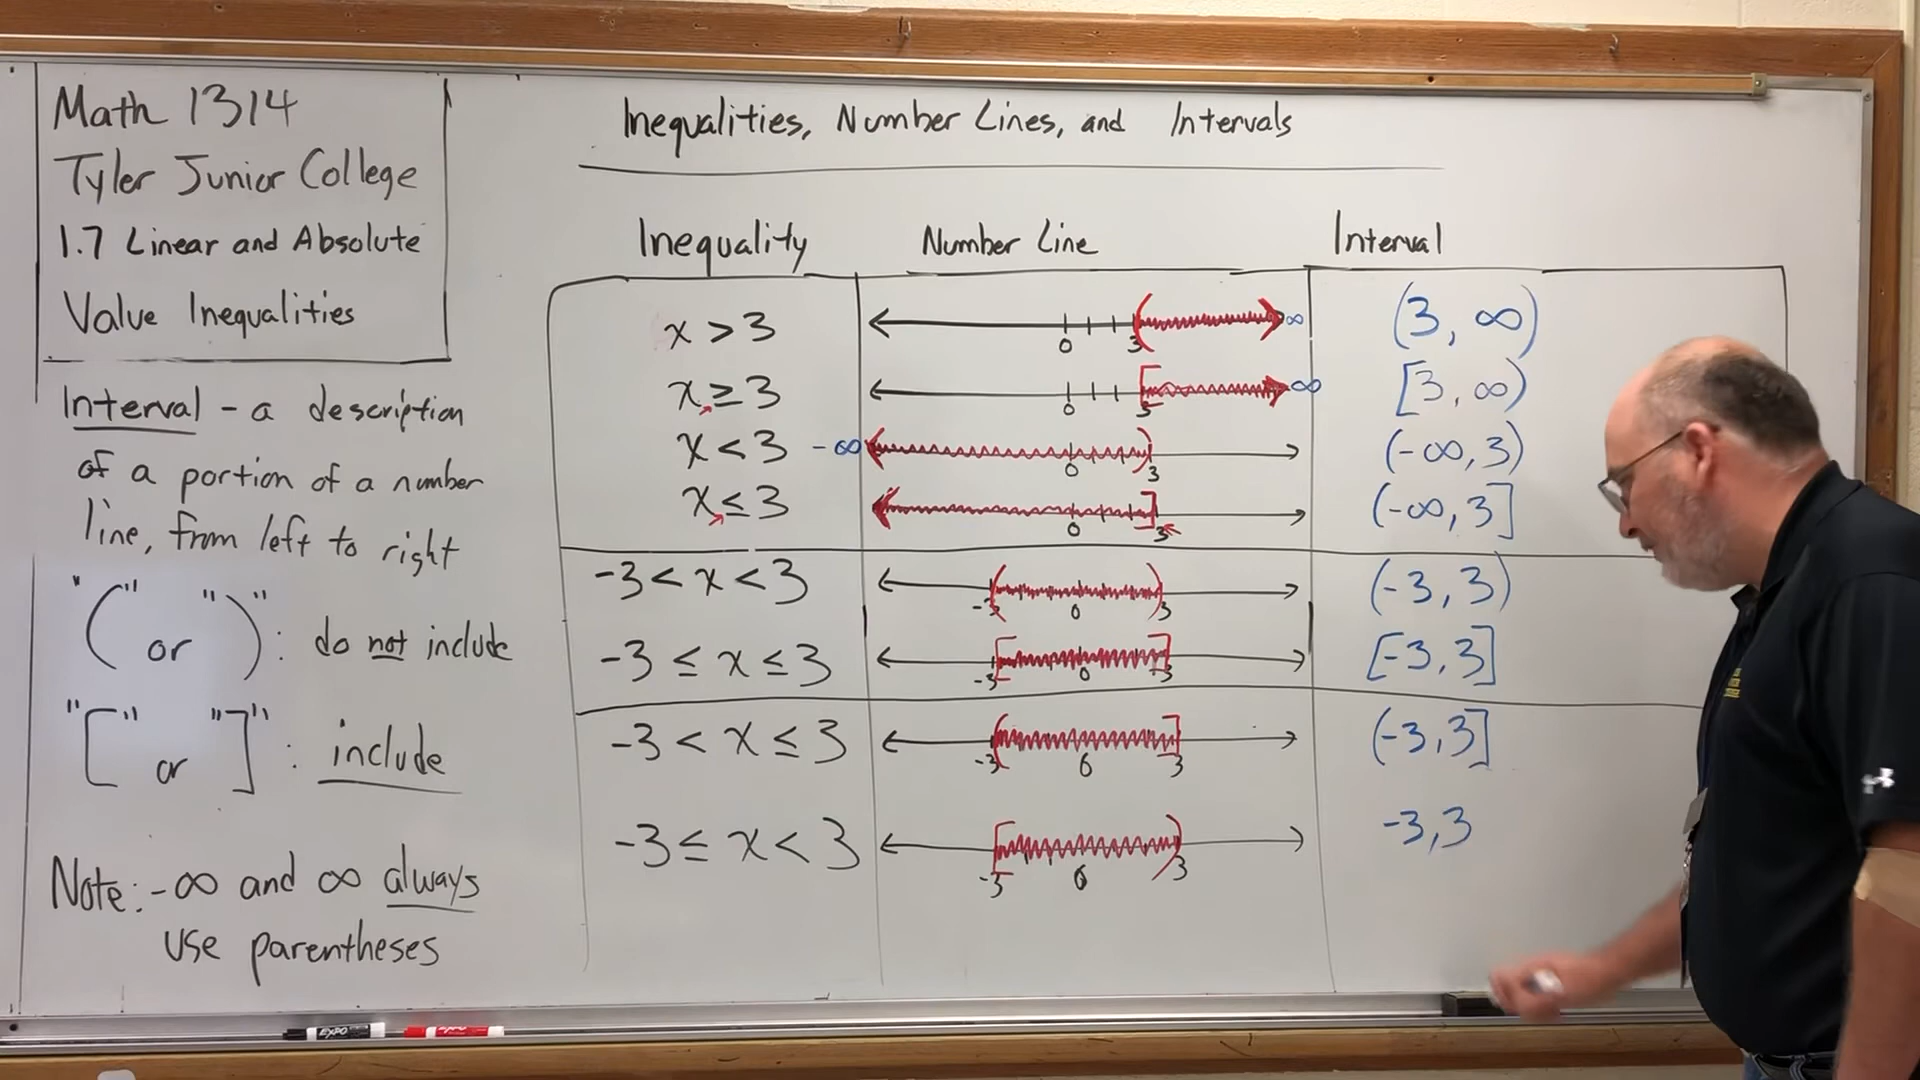 Math 1314
Tyler Junior College
1.7 Linear and Absolute
Value Inequalities
Interval - a description
of a portion of a number
line, from left to right
"(" or ")": do not include
"[" or "]": include
Note: -∞ and ∞ always
use parentheses
Inequalities, Number Lines, and Intervals
Inequality Number Line Interval
x > 3 0 3 ∞ (3, ∞)
x ≥ 3 0 3 ∞ [3, ∞)
x < 3 -∞ 0 3 (-∞, 3)
x ≤ 3 0 3 (-∞, 3]
-3 < x < 3 -3 0 3 (-3, 3)
-3 ≤ x ≤ 3 -3 0 3 [-3, 3]
-3 < x ≤ 3 -3 0 3 (-3, 3]
-3 ≤ x < 3 -3 0 3 -3, 3
EXPO